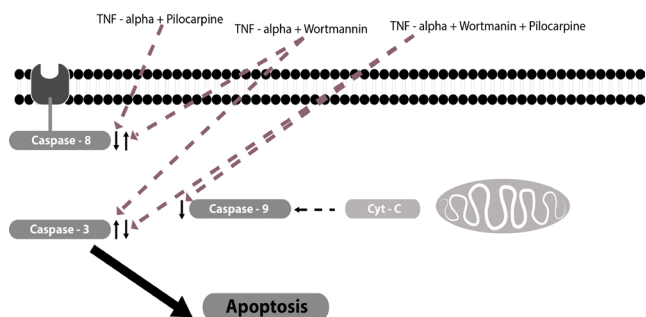 TNF - alpha + Pilocarpine
TNF - alpha + Wortmannin
TNF - alpha + Wortmanin + Pilocarpine
Caspase - 8
Caspase - 9
Cyt - C
Caspase - 3
Apoptosis